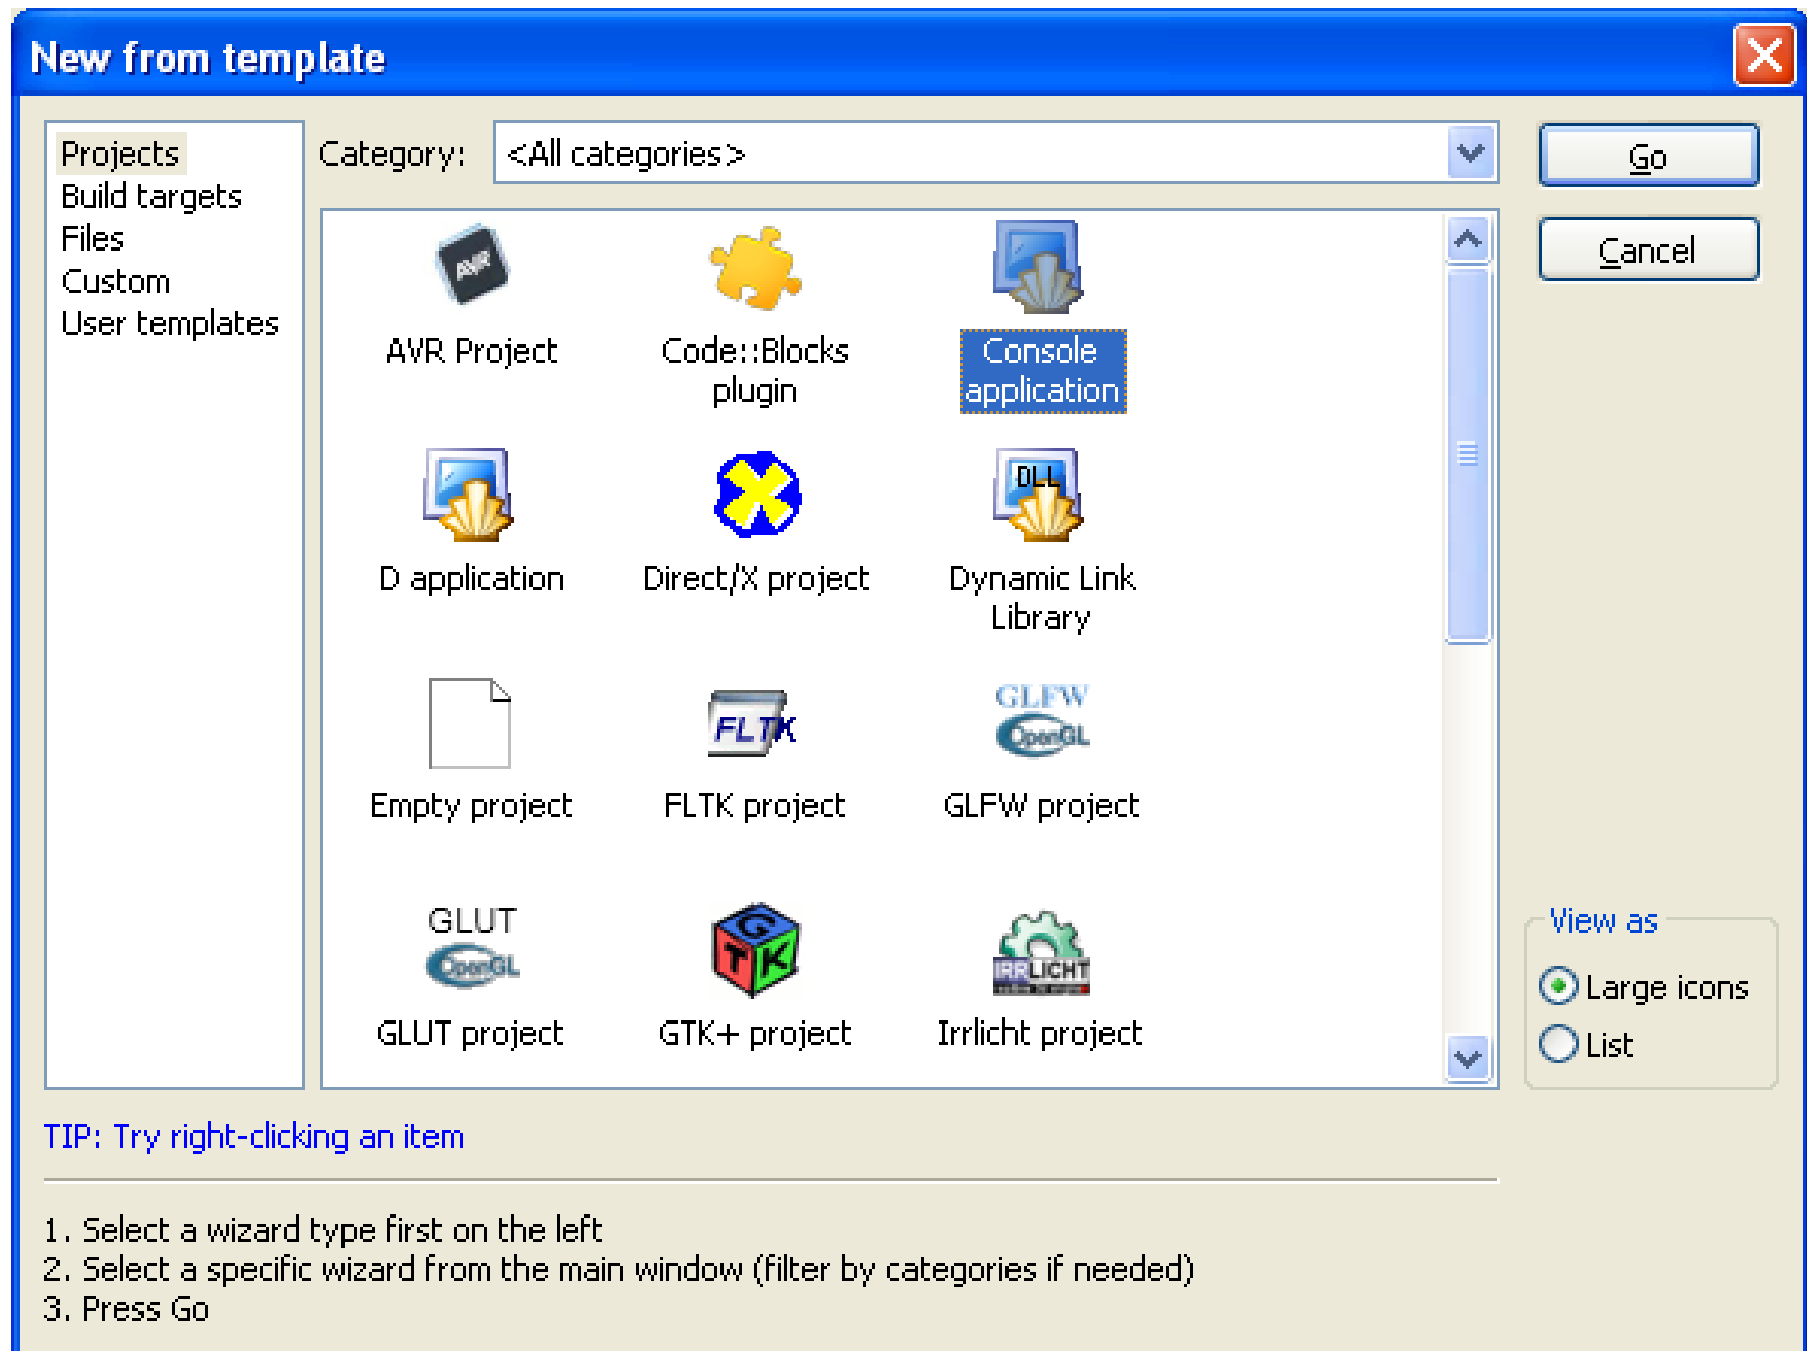 New from template
Projects
Build targets
Files
Custom
User templates
Category:
<All categories>
Go
Cancel
AVR
AVR Project
Code::Blocks
plugin
Console
application
D application
Direct/X project
DLL
Dynamic Link
Library
Empty project
FLTK
FLTK project
GLFW
OpenGL
GLFW project
GLUT
OpenGL
GLUT project
G
T K
GTK+ project
IRRLICHT
Irrlicht project
View as
Large icons
List
TIP: Try right-clicking an item
1. Select a wizard type first on the left
2. Select a specific wizard from the main window (filter by categories if needed)
3. Press Go